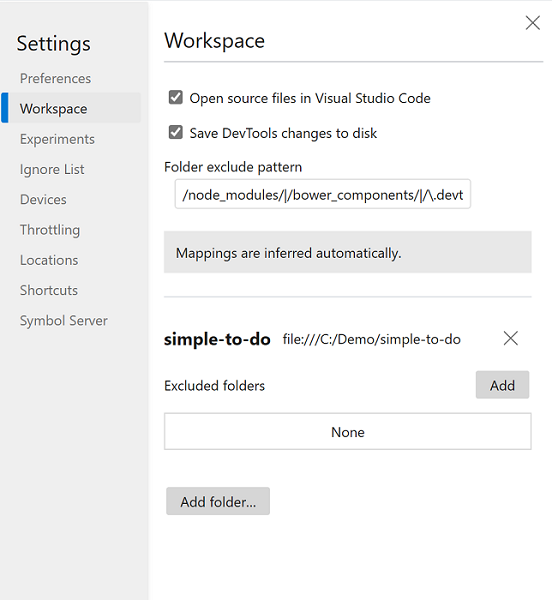 Settings
Preferences
Workspace
Experiments
Ignore List
Devices
Throttling
Locations
Shortcuts
Symbol Server
Workspace
Open source files in Visual Studio Code
Save DevTools changes to disk
Folder exclude pattern
/node_modules/|/bower_components/|/\.devt
Mappings are inferred automatically.
simple-to-do file:///C:/Demo/simple-to-do
Excluded folders Add
None
Add folder...